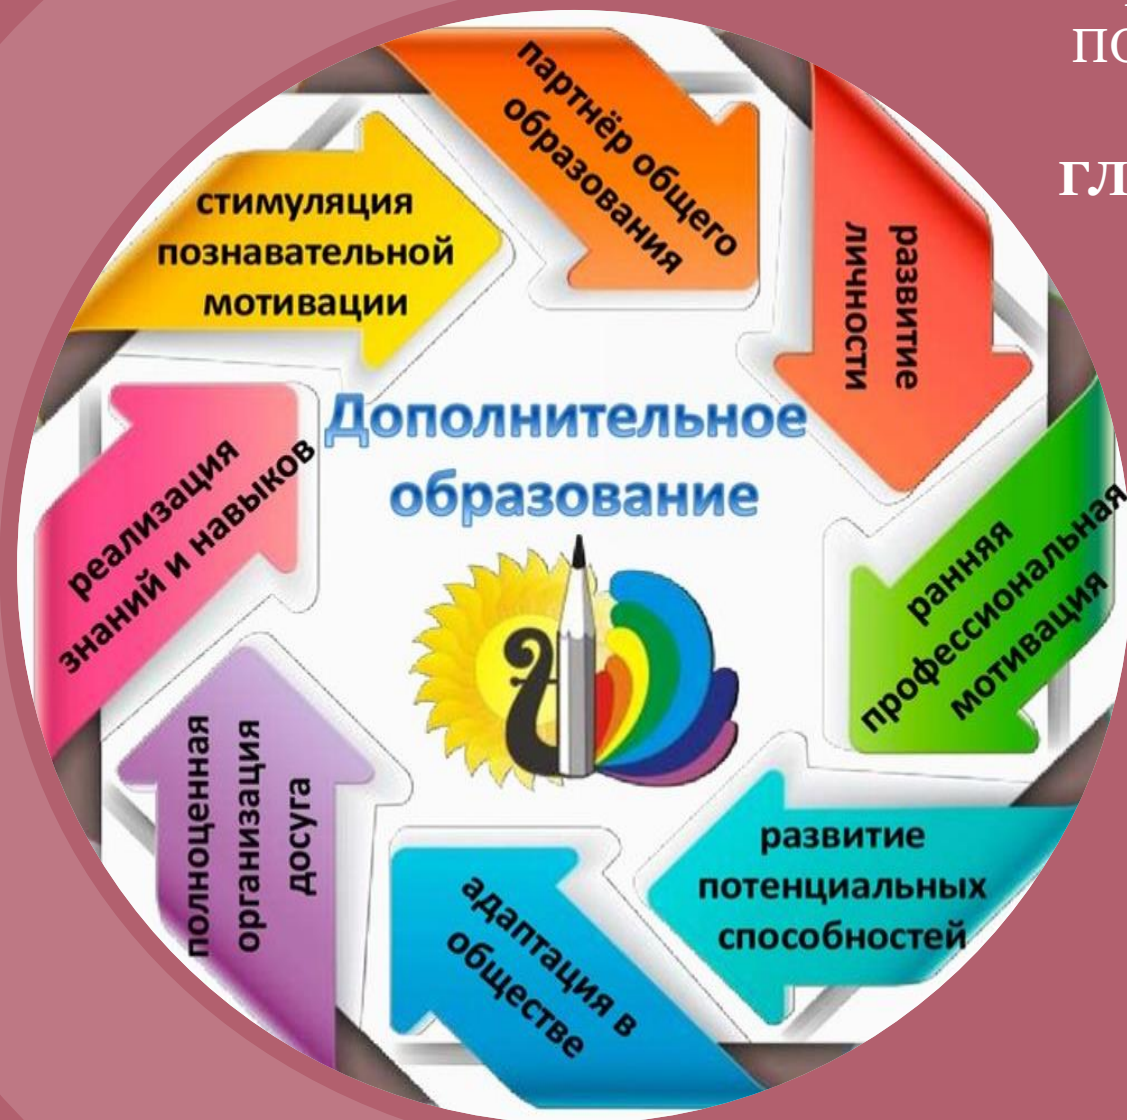 Дополнительное
образование
партнёр общего
образования
развитие
личности
ранняя
профессиональная
мотивация
развитие
потенциальных
способностей
адаптация в
обществе
полноценная
организация
досуга
реализация
знаний и навыков
стимуляция
познавательной
мотивации